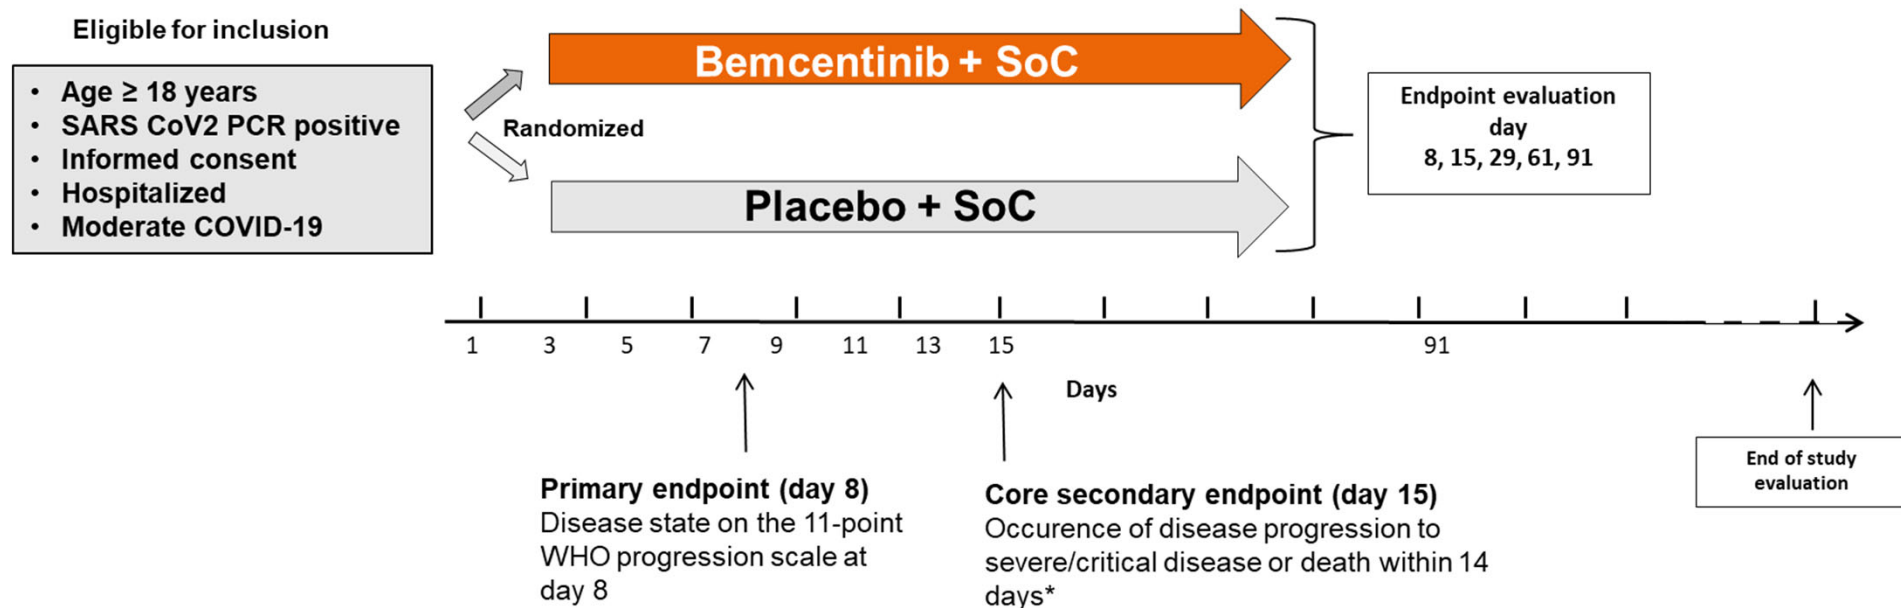 Eligible for inclusion
• Age ≥ 18 years
• SARS CoV2 PCR positive
• Informed consent
• Hospitalized
• Moderate COVID-19
Randomized
Bemcentinib + SoC
Placebo + SoC
Endpoint evaluation
day
8, 15, 29, 61, 91
1 3 5 7 9 11 13 15 91
Days
Primary endpoint (day 8)
Disease state on the 11-point
WHO progression scale at
day 8
Core secondary endpoint (day 15)
Occurence of disease progression to
severe/critical disease or death within 14
days*
End of study
evaluation